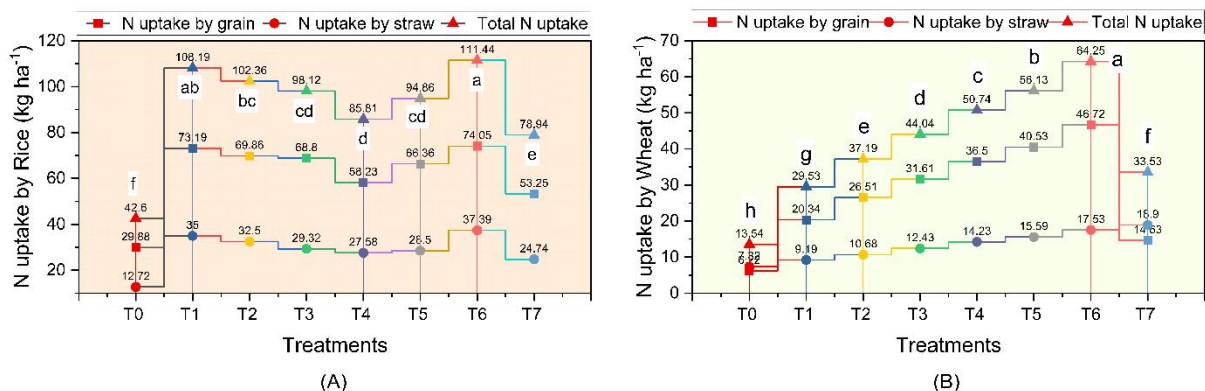 N uptake by grain N uptake by straw Total N uptake
N uptake by Rice (kg ha⁻¹)
120
100
80
60
40
20
42.6
29.88
12.72
108.19
73.19
35
102.36
69.86
32.5
98.12
68.8
29.32
85.81
58.23
27.58
94.86
66.36
28.5
111.44
74.05
37.39
78.94
53.25
24.74
f
ab
bc
cd
d
cd
a
e
T0 T1 T2 T3 T4 T5 T6 T7
Treatments
(A)
N uptake by grain N uptake by straw Total N uptake
N uptake by Wheat (kg ha⁻¹)
70
60
50
40
30
20
10
0
13.54
6.12
29.53
20.34
9.19
37.19
26.51
10.68
44.04
31.61
12.43
50.74
36.5
14.23
56.13
40.53
15.59
64.25
46.72
17.53
33.53
18.9
14.63
h
g
e
d
c
b
a
f
T0 T1 T2 T3 T4 T5 T6 T7
Treatments
(B)